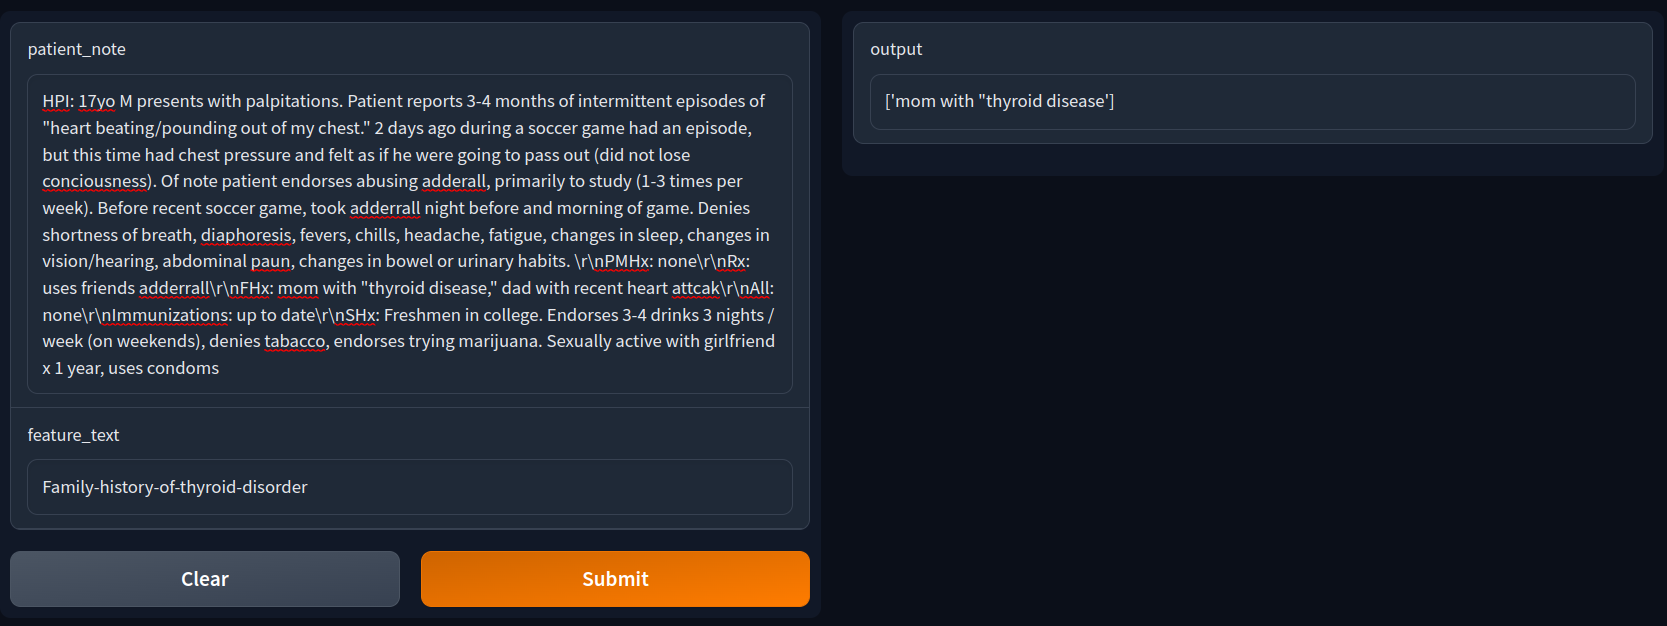 patient_note
HPI: 17yo M presents with palpitations. Patient reports 3-4 months of intermittent episodes of
"heart beating/pounding out of my chest." 2 days ago during a soccer game had an episode,
but this time had chest pressure and felt as if he were going to pass out (did not lose
conciousness). Of note patient endorses abusing adderall, primarily to study (1-3 times per
week). Before recent soccer game, took adderrall night before and morning of game. Denies
shortness of breath, diaphoresis, fevers, chills, headache, fatigue, changes in sleep, changes in
vision/hearing, abdominal paun, changes in bowel or urinary habits. \r\nPMHx: none\r\nRx:
uses friends adderrall\r\nFHx: mom with "thyroid disease," dad with recent heart attcak\r\nAll:
none\r\nImmunizations: up to date\r\nSHx: Freshmen in college. Endorses 3-4 drinks 3 nights /
week (on weekends), denies tabacco, endorses trying marijuana. Sexually active with girlfriend
x 1 year, uses condoms
feature_text
Family-history-of-thyroid-disorder
Clear
Submit
output
['mom with "thyroid disease']